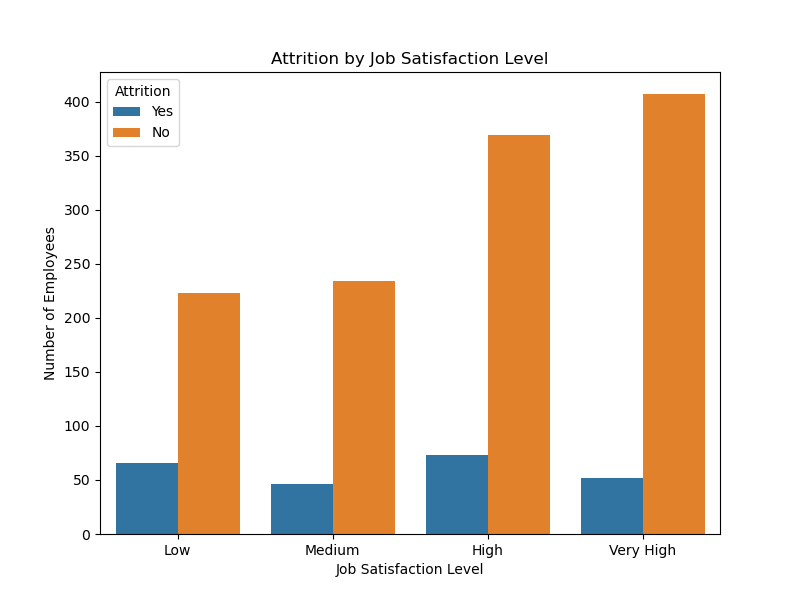 Attrition by Job Satisfaction Level
Attrition
Yes
No
400
350
300
250
200
150
100
50
0
Number of Employees
Low Medium High Very High
Job Satisfaction Level